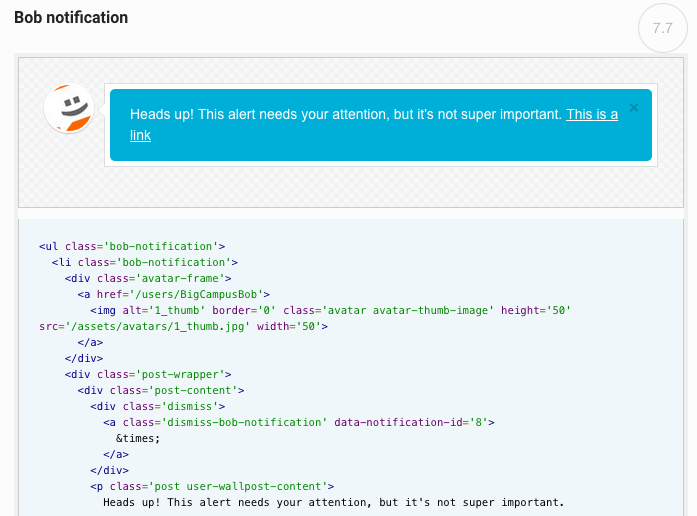 Bob notification
7.7
Heads up! This alert needs your attention, but it's not super important. This is a
link
×
<ul class='bob-notification'>
<li class='bob-notification'>
<div class='avatar-frame'>
<a href='/users/BigCampusBob'>
<img alt='1_thumb' border='0' class='avatar avatar-thumb-image' height='50'
src='/assets/avatars/1_thumb.jpg' width='50'>
</a>
</div>
<div class='post-wrapper'>
<div class='post-content'>
<div class='dismiss'>
<a class='dismiss-bob-notification' data-notification-id='8'>
&times;
</a>
</div>
<p class='post user-wallpost-content'>
Heads up! This alert needs your attention, but it's not super important.